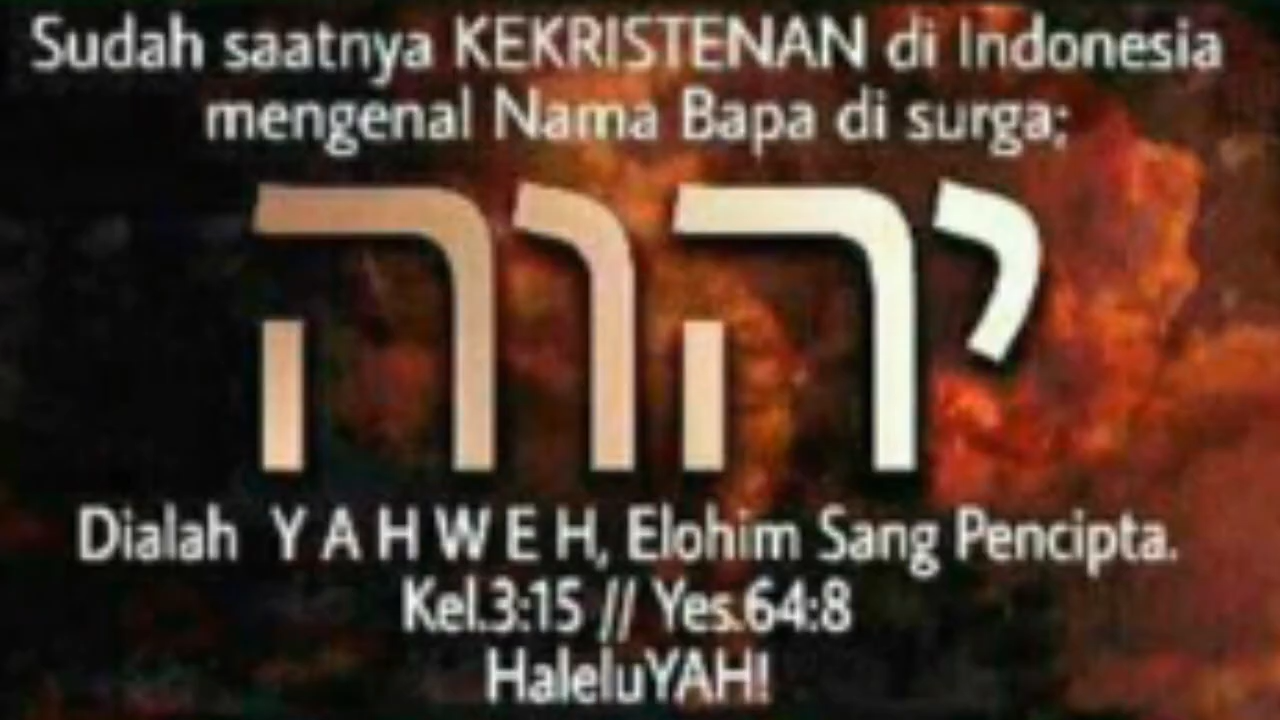 Sudah saatnya KEKRISTENAN di Indonesia
mengenal Nama Bapa di surga;
יהוה
Dialah Y A H W E H, Elohim Sang Pencipta.
Kel.3:15 // Yes.64:8
HaleluYAH!